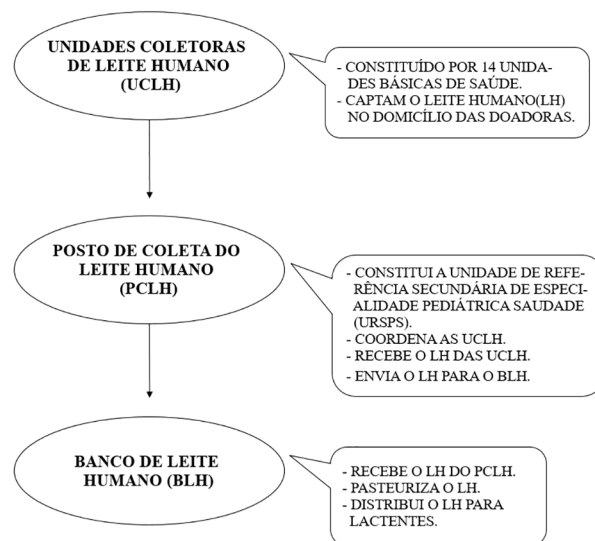 UNIDADES COLETORAS
DE LEITE HUMANO
(UCLH)
- CONSTITUÍDO POR 14 UNIDA-
DES BÁSICAS DE SAÚDE.
- CAPTAM O LEITE HUMANO(LH)
NO DOMICÍLIO DAS DOADORAS.
POSTO DE COLETA DO
LEITE HUMANO
(PCLH)
- CONSTITUI A UNIDADE DE REFE-
RÊNCIA SECUNDÁRIA DE ESPECI-
ALIDADE PEDIÁTRICA SAUDADE
(URSPS).
- COORDENA AS UCLH.
- RECEBE O LH DAS UCLH.
- ENVIA O LH PARA O BLH.
BANCO DE LEITE
HUMANO (BLH)
- RECEBE O LH DO PCLH.
- PASTEURIZA O LH.
- DISTRIBUI O LH PARA
LACTENTES.